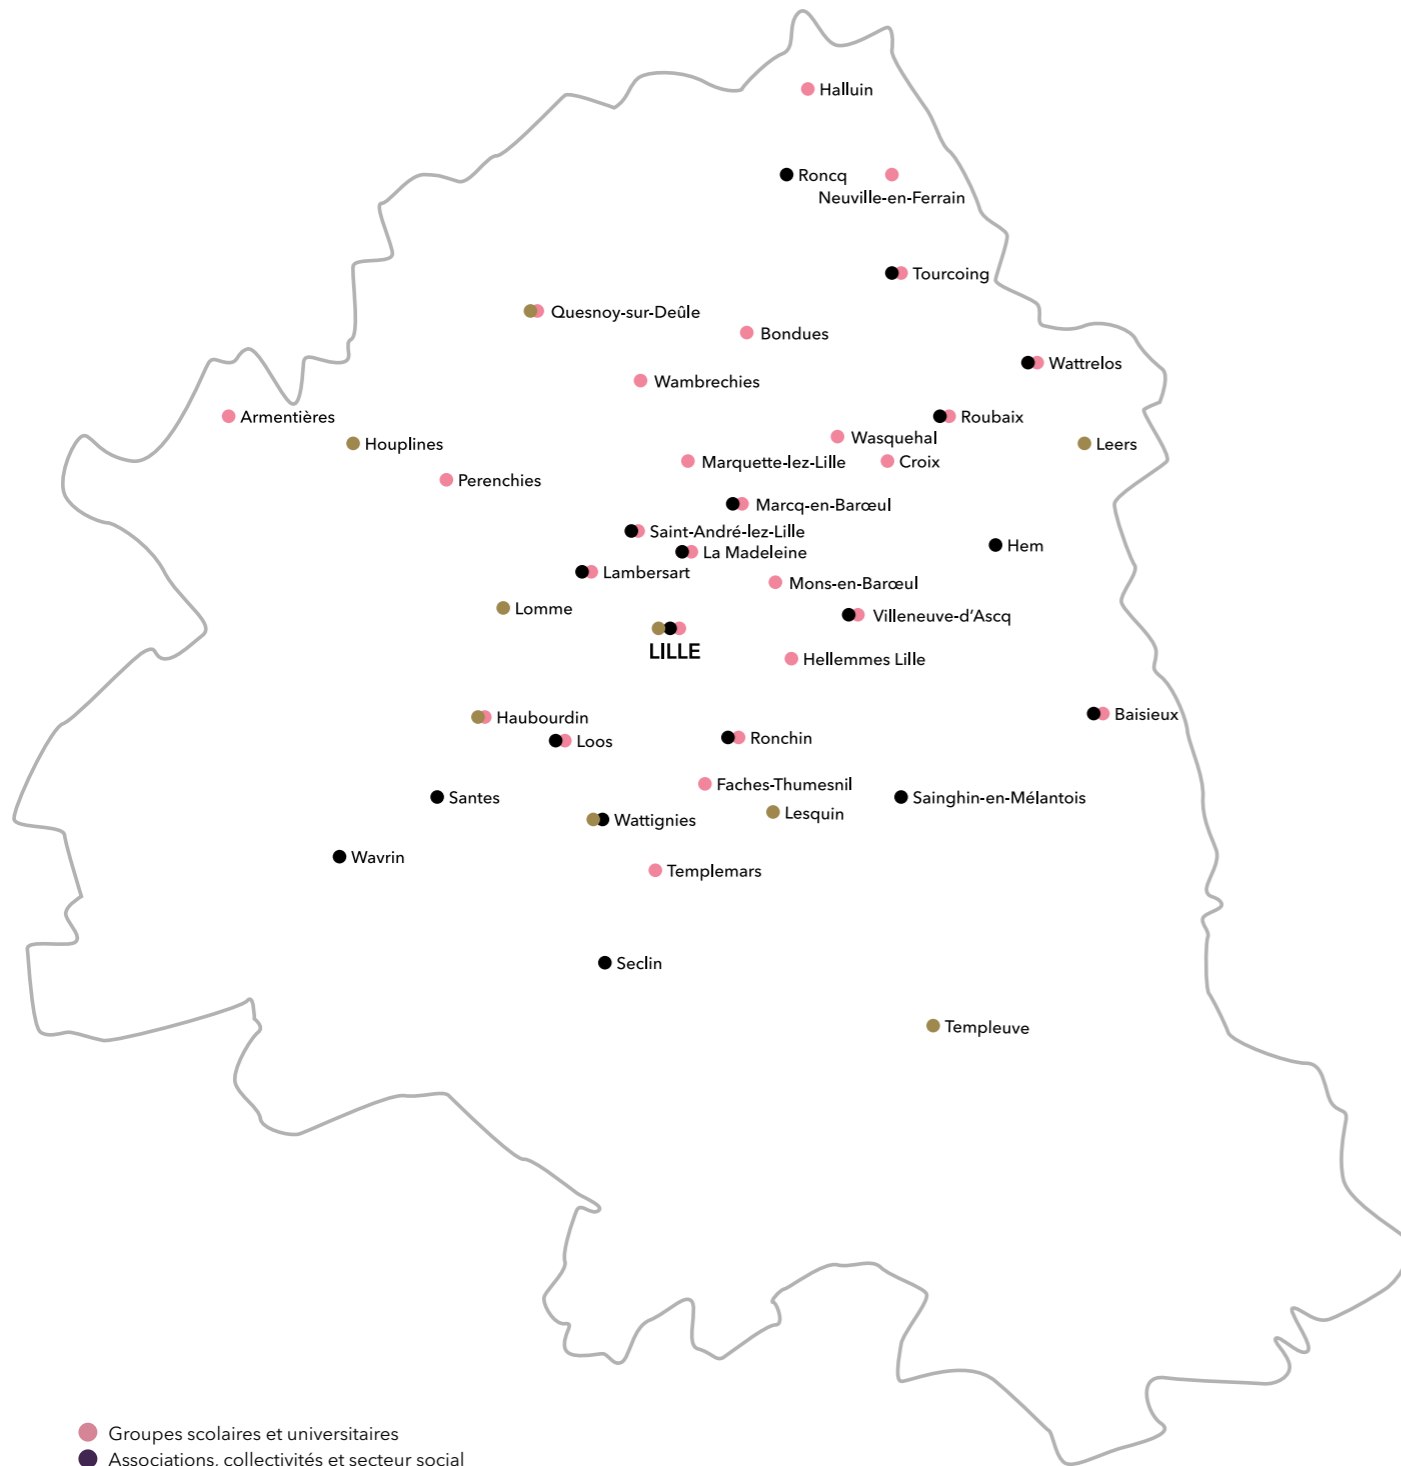 Halluin
Roncq
Neuville-en-Ferrain
Tourcoing
Quesnoy-sur-Deûle
Bondues
Wattrelos
Wambrechies
Armentières
Roubaix
Wasquehal
Houplines
Leers
Marquette-lez-Lille
Croix
Perenchies
Marcq-en-Barœul
Saint-André-lez-Lille
Hem
La Madeleine
Lambersart
Mons-en-Barœul
Lomme
Villeneuve-d'Ascq
LILLE
Hellemmes Lille
Baisieux
Haubourdin
Ronchin
Loos
Faches-Thumesnil
Santes
Sainghin-en-Mélantois
Lesquin
Wattignies
Wavrin
Templemars
Seclin
Templeuve
Groupes scolaires et universitaires
Associations, collectivités et secteur social